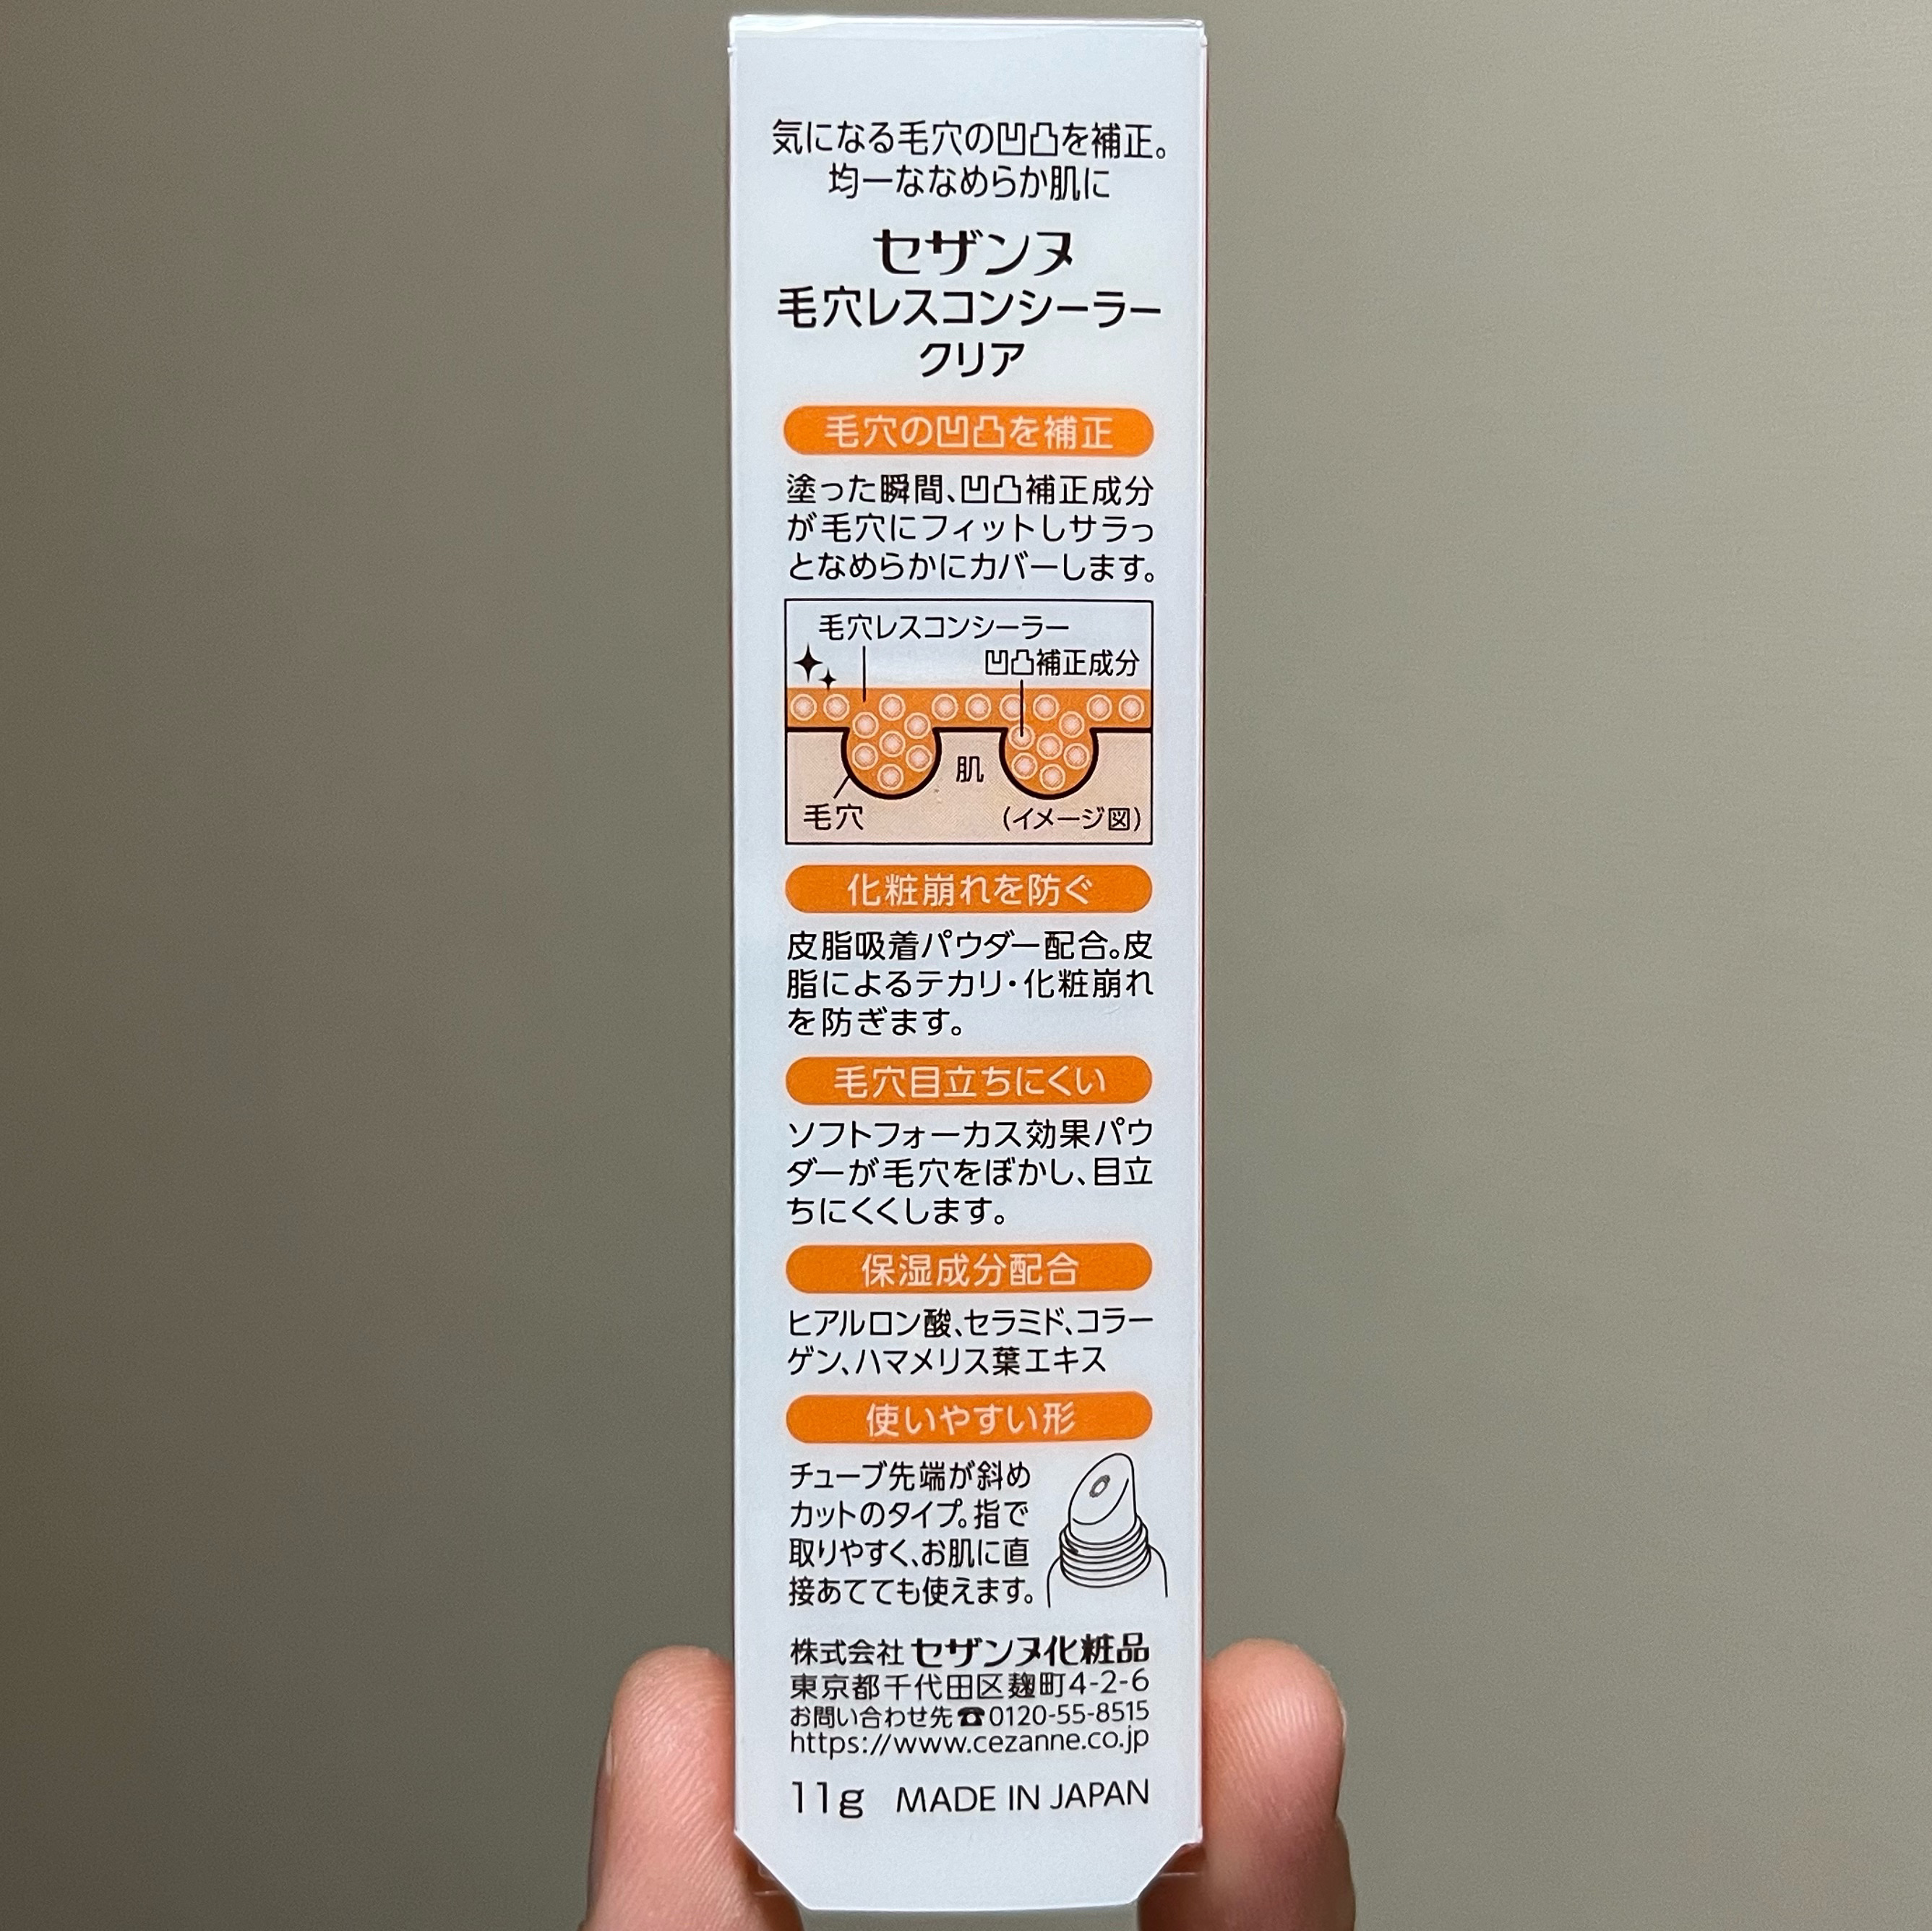 気になる毛穴の凹凸を補正。
均一ななめらか肌に
セザンヌ
毛穴レスコンシーラー
クリア
毛穴の凹凸を補正
塗った瞬間、凹凸補正成分
が毛穴にフィットしサラっ
となめらかにカバーします。
毛穴レスコンシーラー
凹凸補正成分
肌
毛穴
(イメージ図)
化粧崩れを防ぐ
皮脂吸着パウダー配合。皮
脂によるテカリ・化粧崩れ
を防ぎます。
毛穴目立ちにくい
ソフトフォーカス効果パウ
ダーが毛穴をぼかし、目立
ちにくくします。
保湿成分配合
ヒアルロン酸、セラミド、コラー
ゲン、ハマメリス葉エキス
使いやすい形
チューブ先端が斜め
カットのタイプ。指で
取りやすく、お肌に直
接あてても使えます。
株式会社 セザンヌ化粧品
東京都千代田区麹町4-2-6
お問い合わせ先☎0120-55-8515
https://www.cezanne.co.jp
11g MADE IN JAPAN